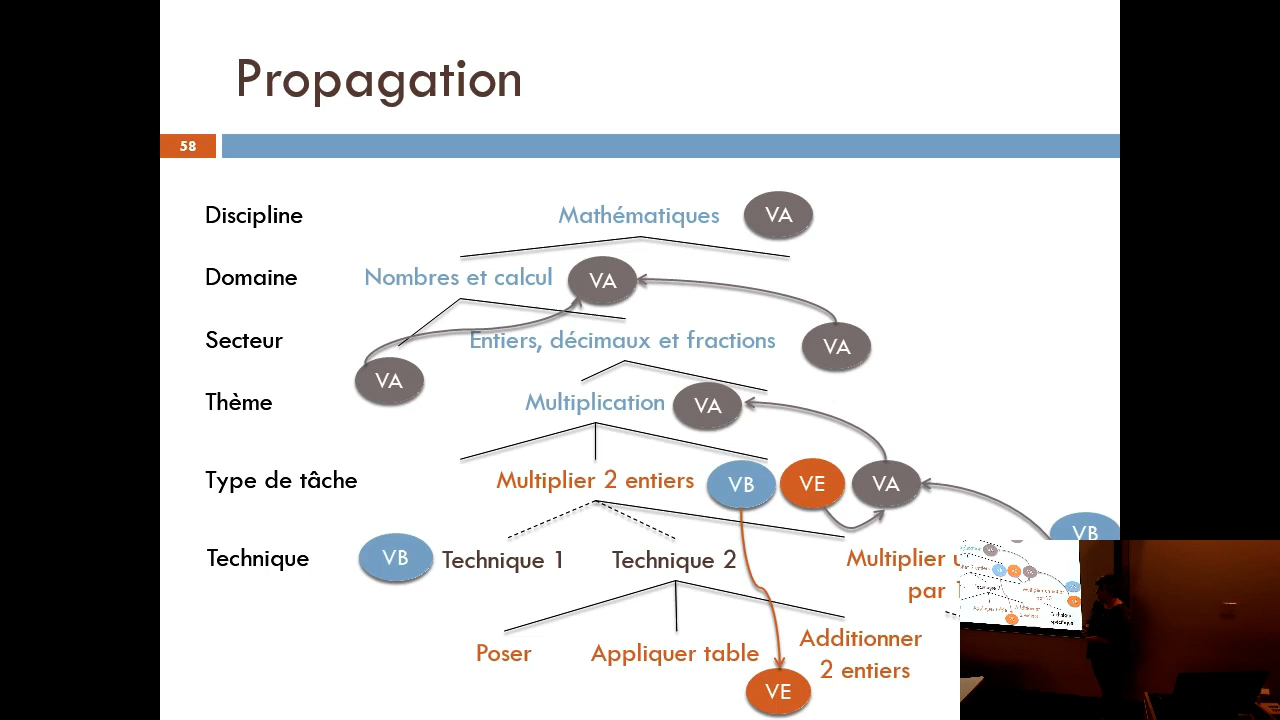 Propagation
58
Discipline
Mathématiques
VA
Domaine
Nombres et calcul
VA
Secteur
Entiers, décimaux et fractions
VA
VA
Thème
Multiplication
VA
Type de tâche
Multiplier 2 entiers
VB
VE
VA
VB
Technique
VB
Technique 1
Technique 2
Multiplier
par
Poser
Appliquer table
Additionner
2 entiers
VE